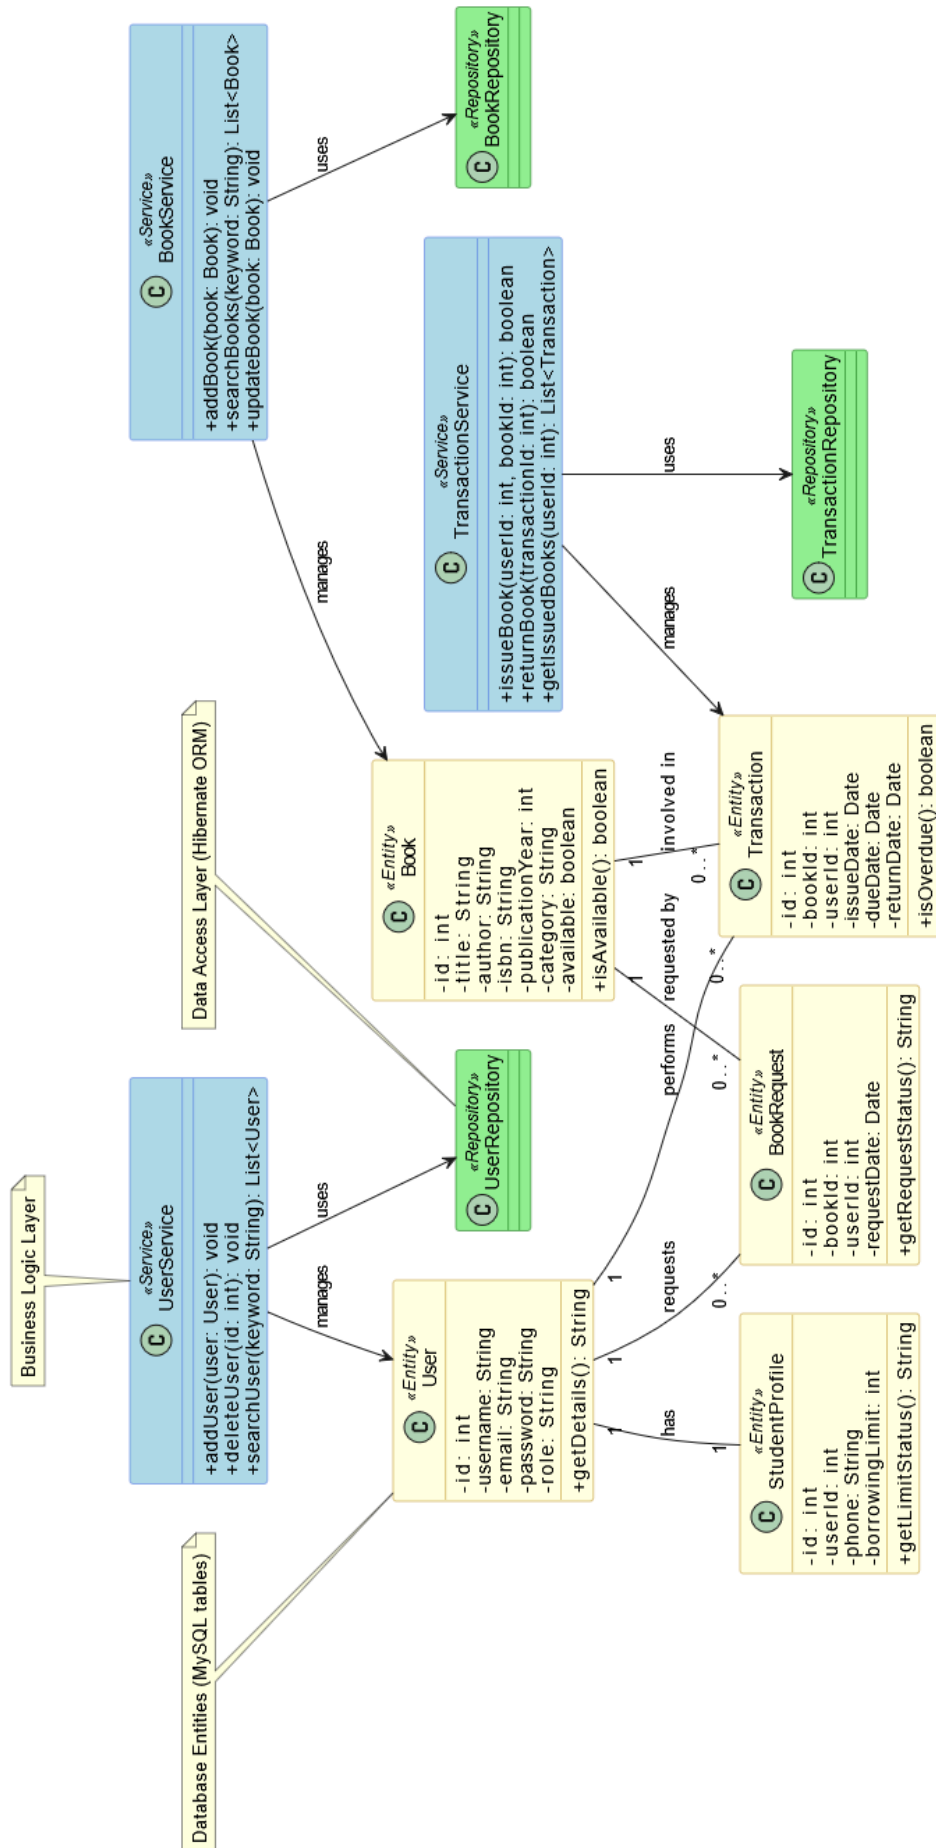 Business Logic Layer
Database Entities (MySQL tables)
«Service»
C UserService
+addUser(user: User): void
+deleteUser(id: int): void
+searchUser(keyword: String): List<User>
Data Access Layer (Hibernate ORM)
«Service»
C BookService
+addBook(book: Book): void
+searchBooks(keyword: String): List<Book>
+updateBook(book: Book): void
manages
uses
manages
uses
«Entity»
C User
-id: int
-username: String
-email: String
-password: String
-role: String
+getDetails(): String
«Repository»
C UserRepository
«Entity»
C Book
-id: int
-title: String
-author: String
-isbn: String
-publicationYear: int
-category: String
-available: boolean
+isAvailable(): boolean
«Service»
C TransactionService
+issueBook(userId: int, bookId: int): boolean
+returnBook(transactionId: int): boolean
+getIssuedBooks(userId: int): List<Transaction>
«Repository»
C BookRepository
1
1
1
1
1
has
requests
performs
requested by
involved in
manages
uses
1
0..*
0..*
0..*
0..*
«Entity»
C StudentProfile
-id: int
-userId: int
-phone: String
-borrowingLimit: int
+getLimitStatus(): String
«Entity»
C BookRequest
-id: int
-bookId: int
-userId: int
-requestDate: Date
+getRequestStatus(): String
«Entity»
C Transaction
-id: int
-bookId: int
-userId: int
-issueDate: Date
-dueDate: Date
-returnDate: Date
+isOverdue(): boolean
«Repository»
C TransactionRepository